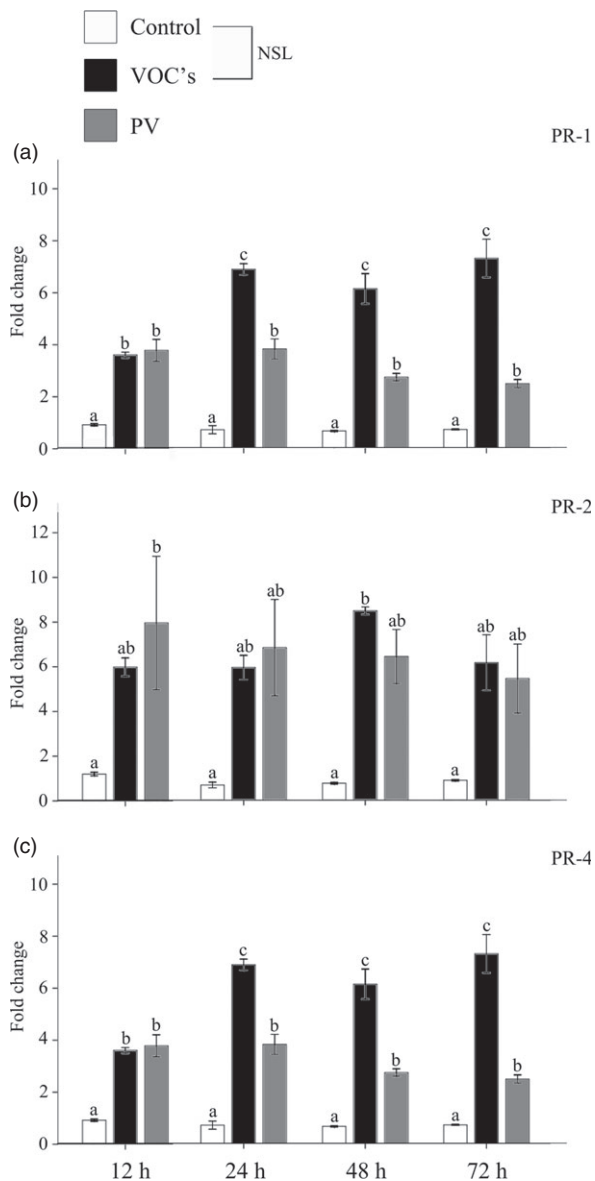 Control
NSL
VOC's
PV
(a)
PR-1
10
8
6
4
2
0
Fold change
a b b
a c b
a c b
a c b
(b)
PR-2
12
10
8
6
4
2
0
Fold change
a ab b
a ab ab
a b ab
a ab ab
(c)
PR-4
10
8
6
4
2
0
Fold change
a b b
a c b
a c b
a c b
12 h 24 h 48 h 72 h